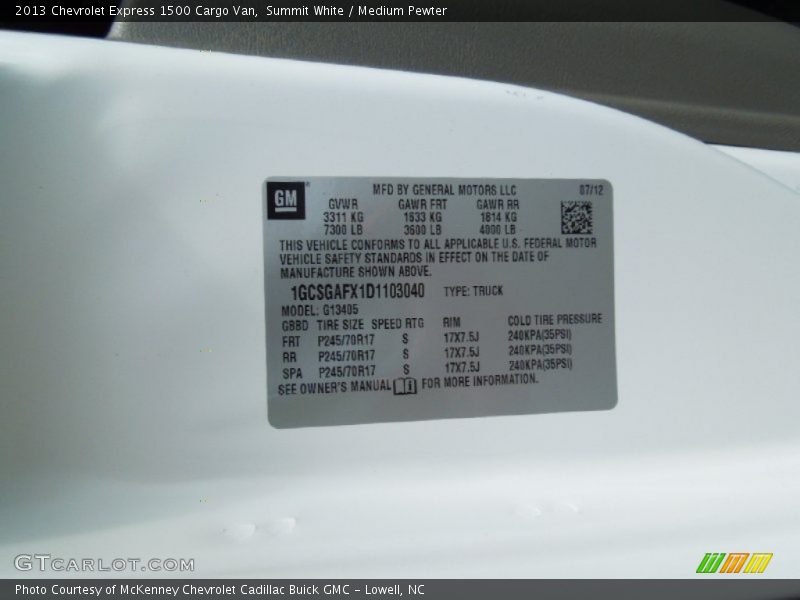 2013 Chevrolet Express 1500 Cargo Van,  Summit White / Medium Pewter
GM MFD BY GENERAL MOTORS LLC 07/12
GVWR GAWR FRT GAWR RR
3311 KG 1633 KG 1814 KG
7300 LB 3600 LB 4000 LB
THIS VEHICLE CONFORMS TO ALL APPLICABLE U.S. FEDERAL MOTOR
VEHICLE SAFETY STANDARDS IN EFFECT ON THE DATE OF
MANUFACTURE SHOWN ABOVE.
1GCSGAFX1D1103040 TYPE: TRUCK
MODEL: G13405
GBBD TIRE SIZE SPEED RTG RIM COLD TIRE PRESSURE
FRT P245/70R17 S 17X7.5J 240KPA(35PSI)
RR P245/70R17 S 17X7.5J 240KPA(35PSI)
SPA P245/70R17 S 17X7.5J 240KPA(35PSI)
SEE OWNER'S MANUAL FOR MORE INFORMATION.
GTCARLOT.COM
Photo Courtesy of McKenney Chevrolet Cadillac Buick GMC - Lowell, NC